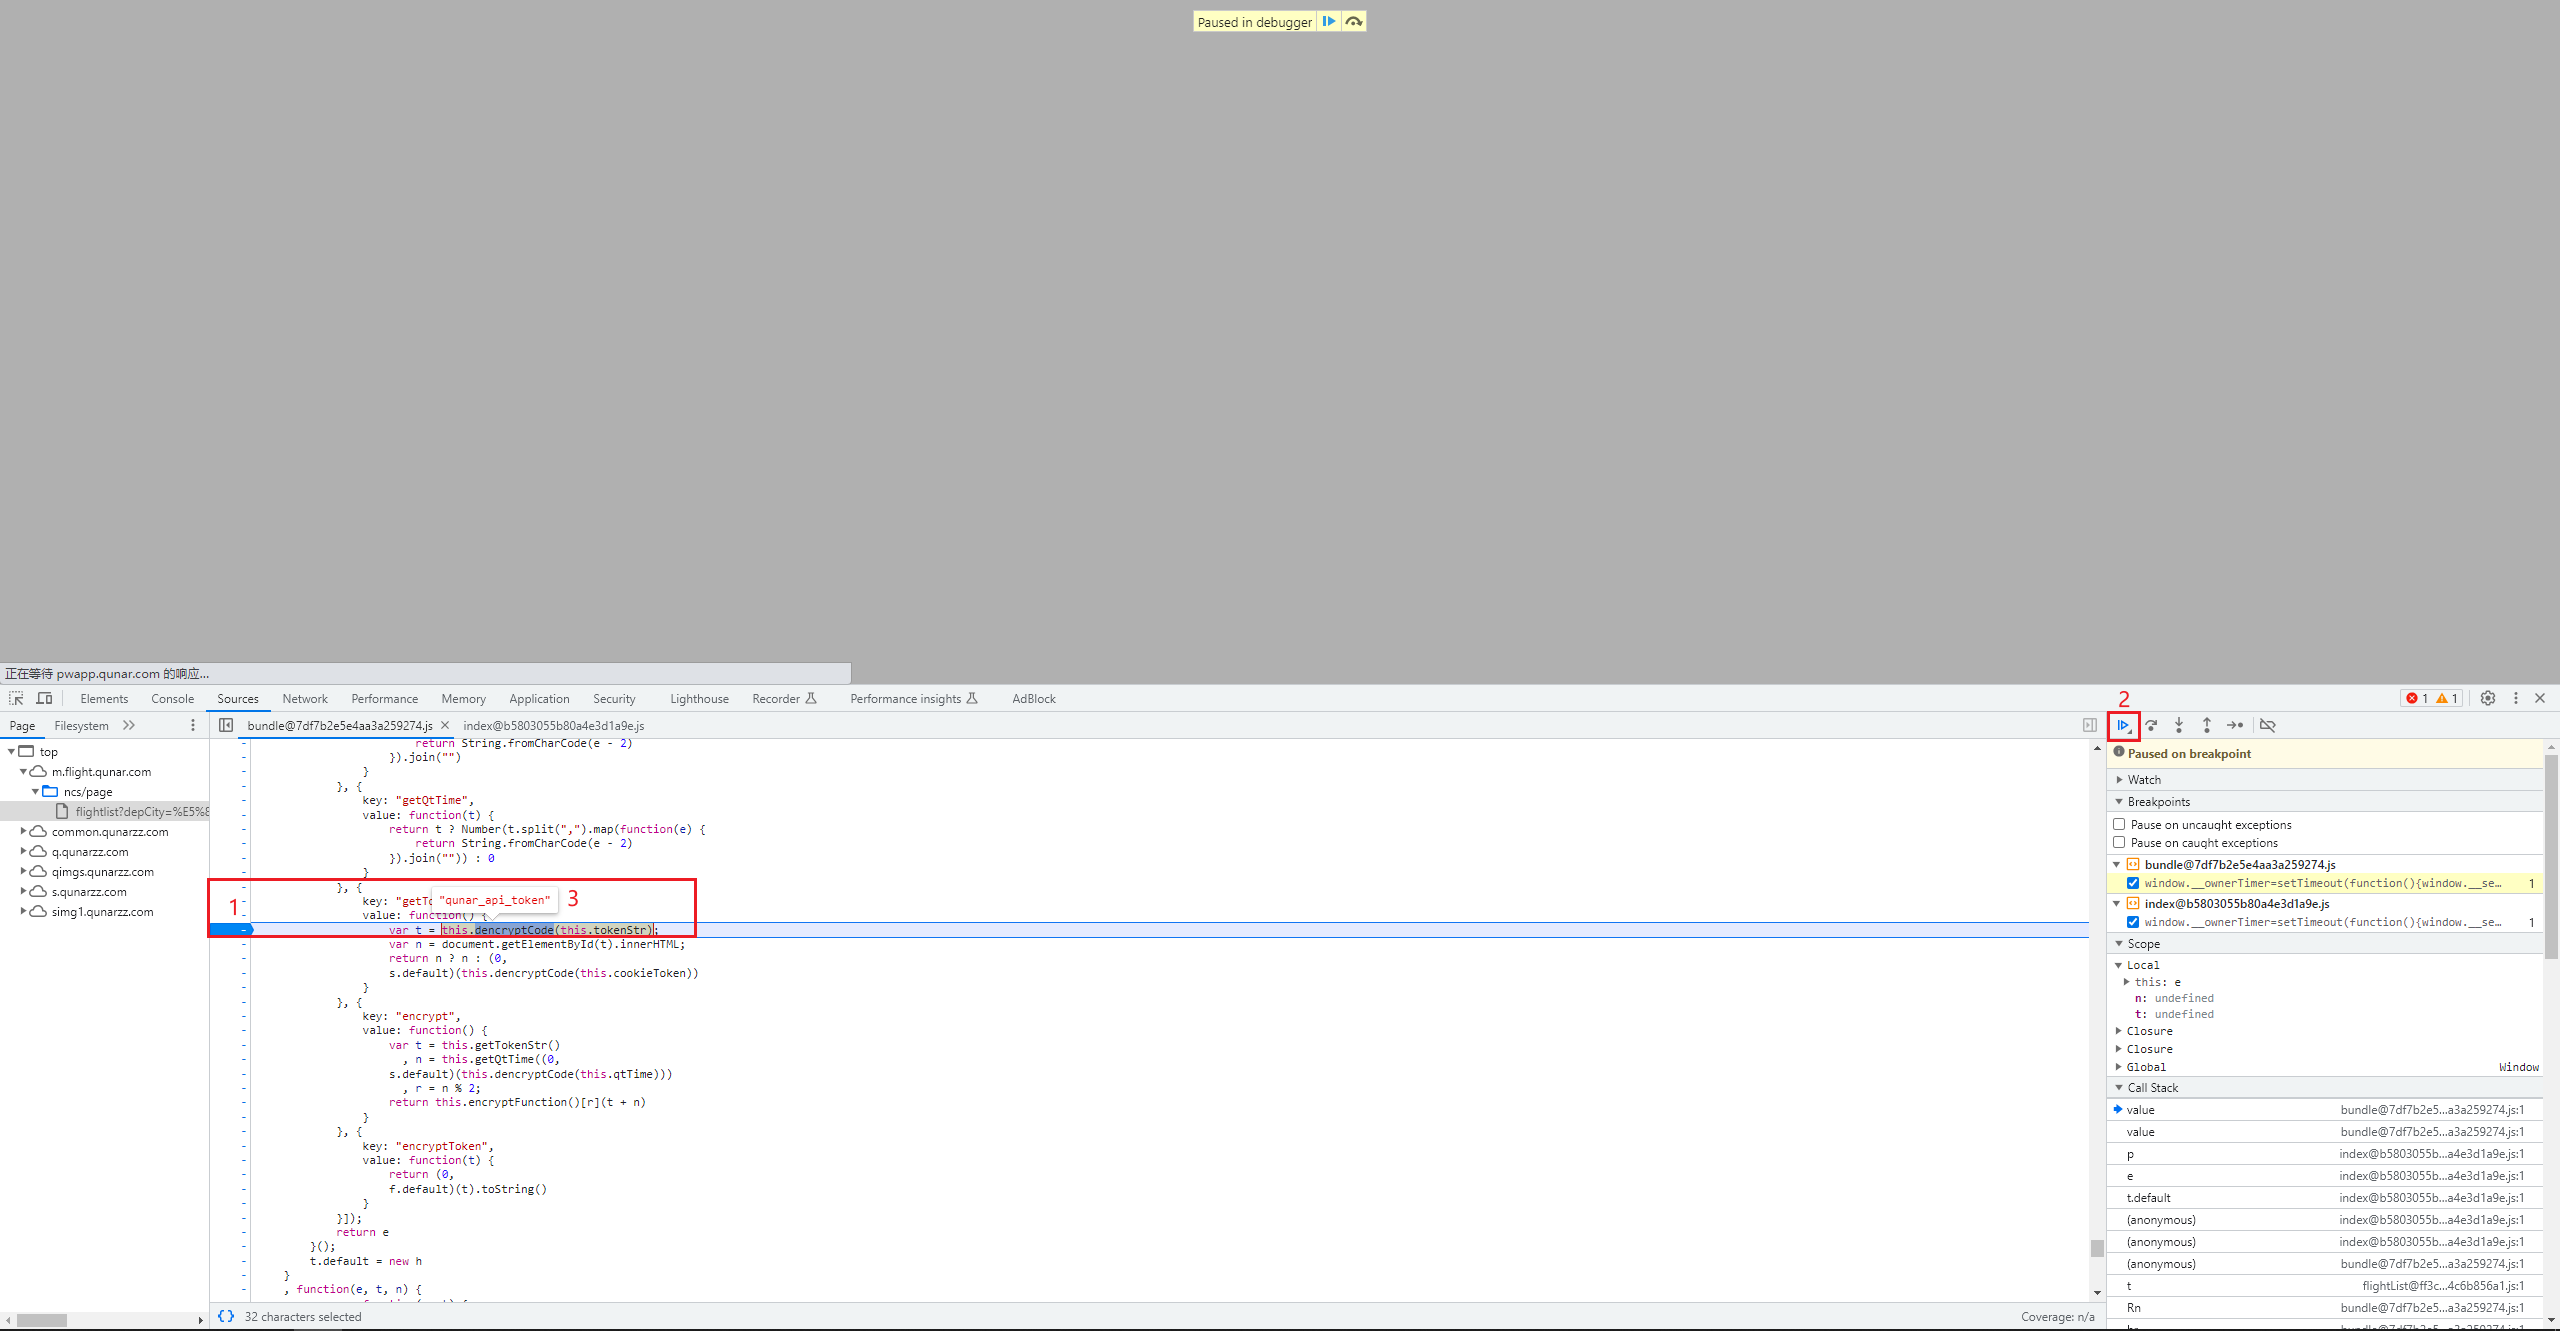 Paused in debugger
正在等待 pwapp.qunar.com 的响应...
Elements Console Sources Network Performance Memory Application Security Lighthouse Recorder Performance insights AdBlock
1 1
2
Page Filesystem
bundle@7df7b2e5e4aa3a259274.js index@b5803055b80a4e3d1a9e.js
top
m.flight.qunar.com
ncs/page
flightlist?depCity=%E5%8
common.qunarzz.com
q.qunarzz.com
qimgs.qunarzz.com
s.qunarzz.com
simg1.qunarzz.com
return String.fromCharCode(e - 2)
}).join("")
}
}, {
key: "getQtTime",
value: function(t) {
return t ? Number(t.split(",").map(function(e) {
return String.fromCharCode(e - 2)
}).join("")) : 0
}
}, {
1
key: "getTo
"qunar_api_token"
3
value: function() {
var t = this.dencryptCode(this.tokenStr);
var n = document.getElementById(t).innerHTML;
return n ? n : (0,
s.default)(this.dencryptCode(this.cookieToken))
}
}, {
key: "encrypt",
value: function() {
var t = this.getTokenStr()
, n = this.getQtTime((0,
s.default)(this.dencryptCode(this.qtTime)))
, r = n % 2;
return this.encryptFunction()[r](t + n)
}
}, {
key: "encryptToken",
value: function(t) {
return (0,
f.default)(t).toString()
}
}]);
return e
}();
t.default = new h
}
, function(e, t, n) {
{} 32 characters selected
Coverage: n/a
Paused on breakpoint
Watch
Breakpoints
Pause on uncaught exceptions
Pause on caught exceptions
bundle@7df7b2e5e4aa3a259274.js
window.__ownerTimer=setTimeout(function(){window.__se… 1
index@b5803055b80a4e3d1a9e.js
window.__ownerTimer=setTimeout(function(){window.__se… 1
Scope
Local
this: e
n: undefined
t: undefined
Closure
Closure
Global Window
Call Stack
value bundle@7df7b2e5…a3a259274.js:1
value bundle@7df7b2e5…a3a259274.js:1
p index@b5803055b…a4e3d1a9e.js:1
e index@b5803055b…a4e3d1a9e.js:1
t.default index@b5803055b…a4e3d1a9e.js:1
(anonymous) index@b5803055b…a4e3d1a9e.js:1
(anonymous) index@b5803055b…a4e3d1a9e.js:1
(anonymous) bundle@7df7b2e5…a3a259274.js:1
t flightList@ff3c…4c6b856a1.js:1
Rn bundle@7df7b2e5…a3a259274.js:1